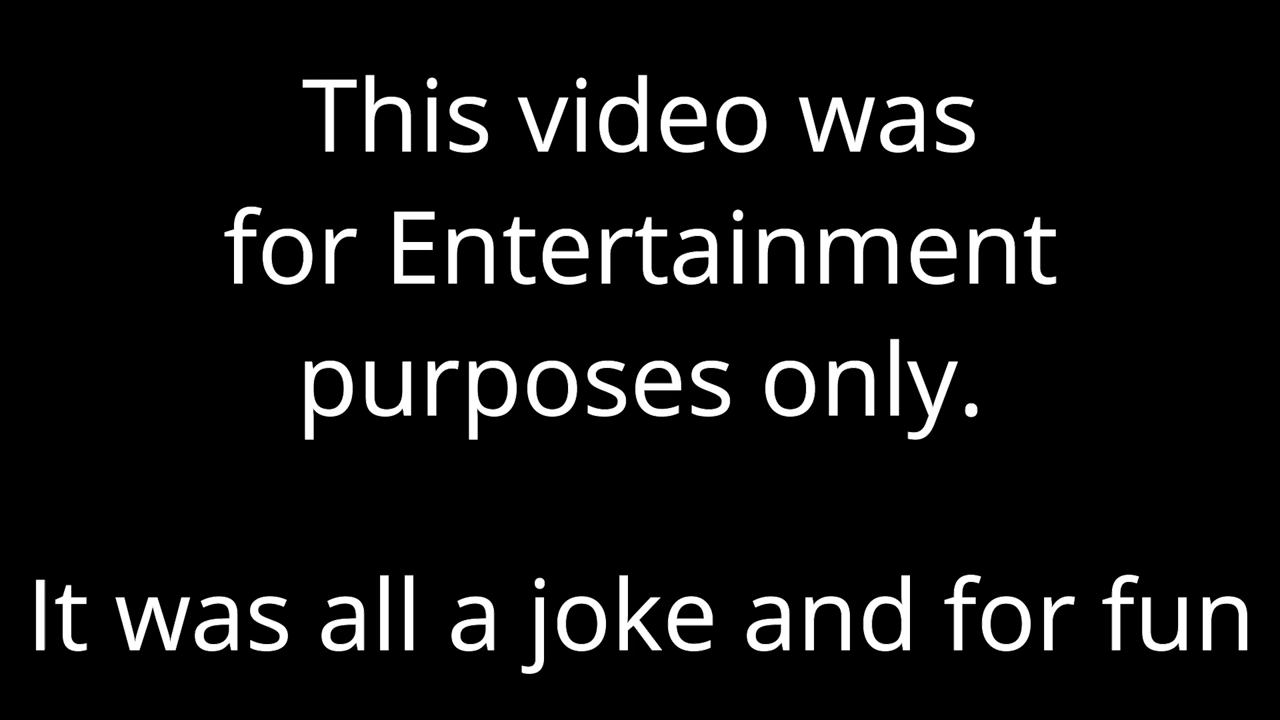 This video was
for Entertainment
purposes only.
It was all a joke and for fun